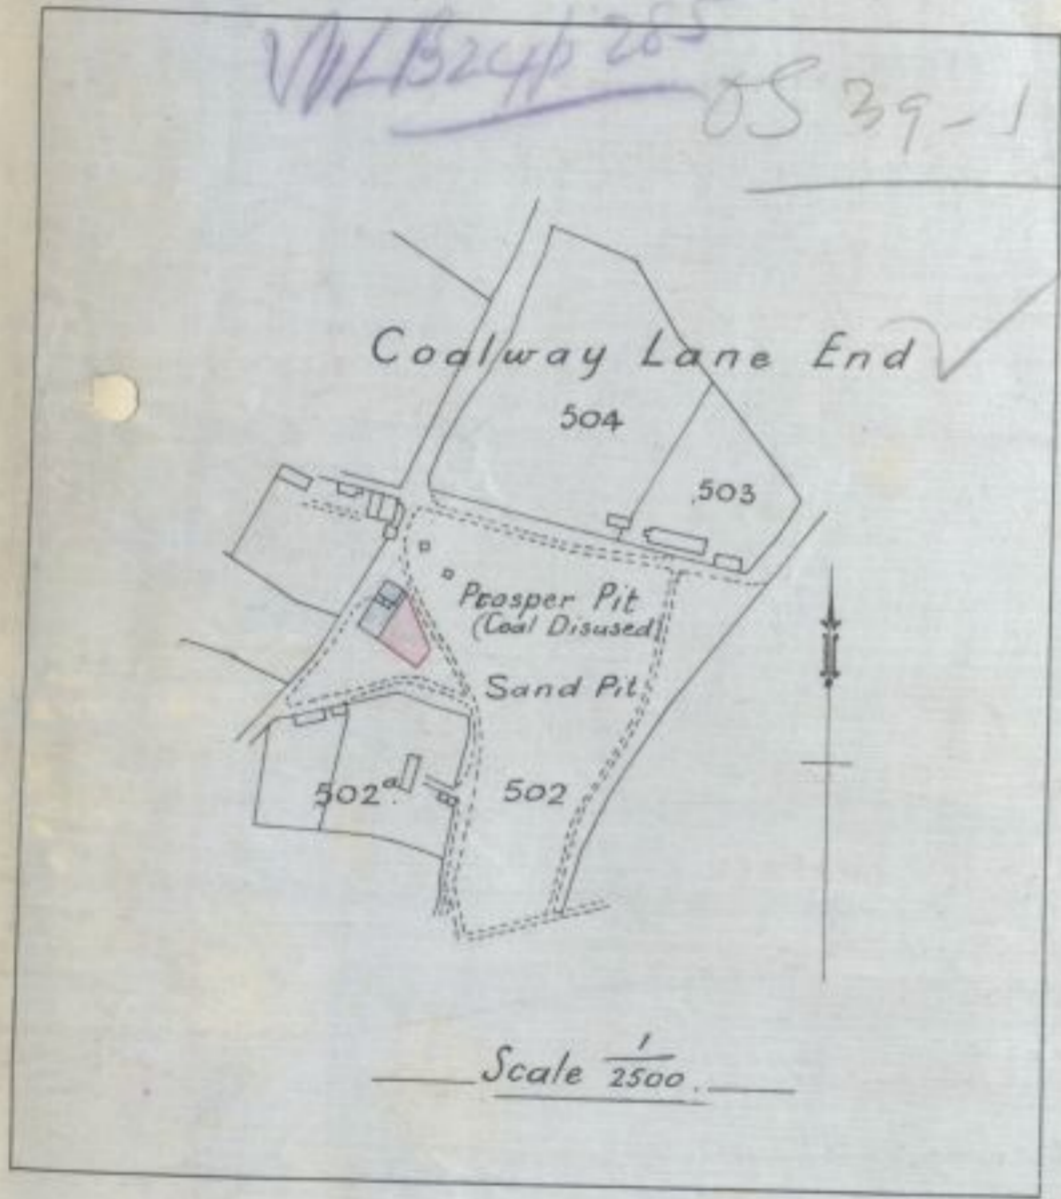 OS 39-1
Coalway Lane End
504
503
Prosper Pit
(Coal Disused)
Sand Pit
502ᵃ.
502
Scale 1/2500.